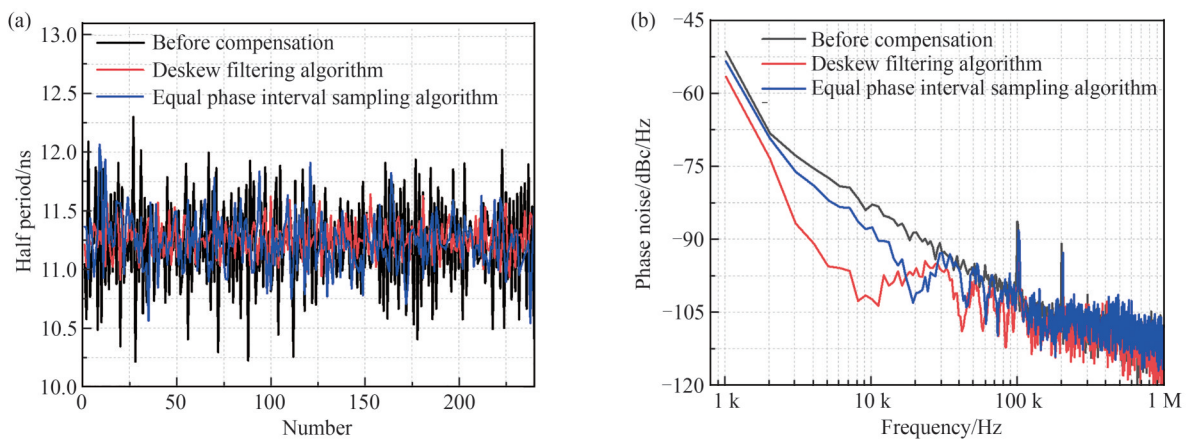 (a)
13.0
12.5
12.0
11.5
11.0
10.5
10.0
Half period/ns
Before compensation
Deskew filtering algorithm
Equal phase interval sampling algorithm
0 50 100 150 200
Number
(b)
−45
−60
−75
−90
−105
−120
Phase noise/dBc/Hz
Before compensation
Deskew filtering algorithm
Equal phase interval sampling algorithm
1 k 10 k 100 k 1 M
Frequency/Hz